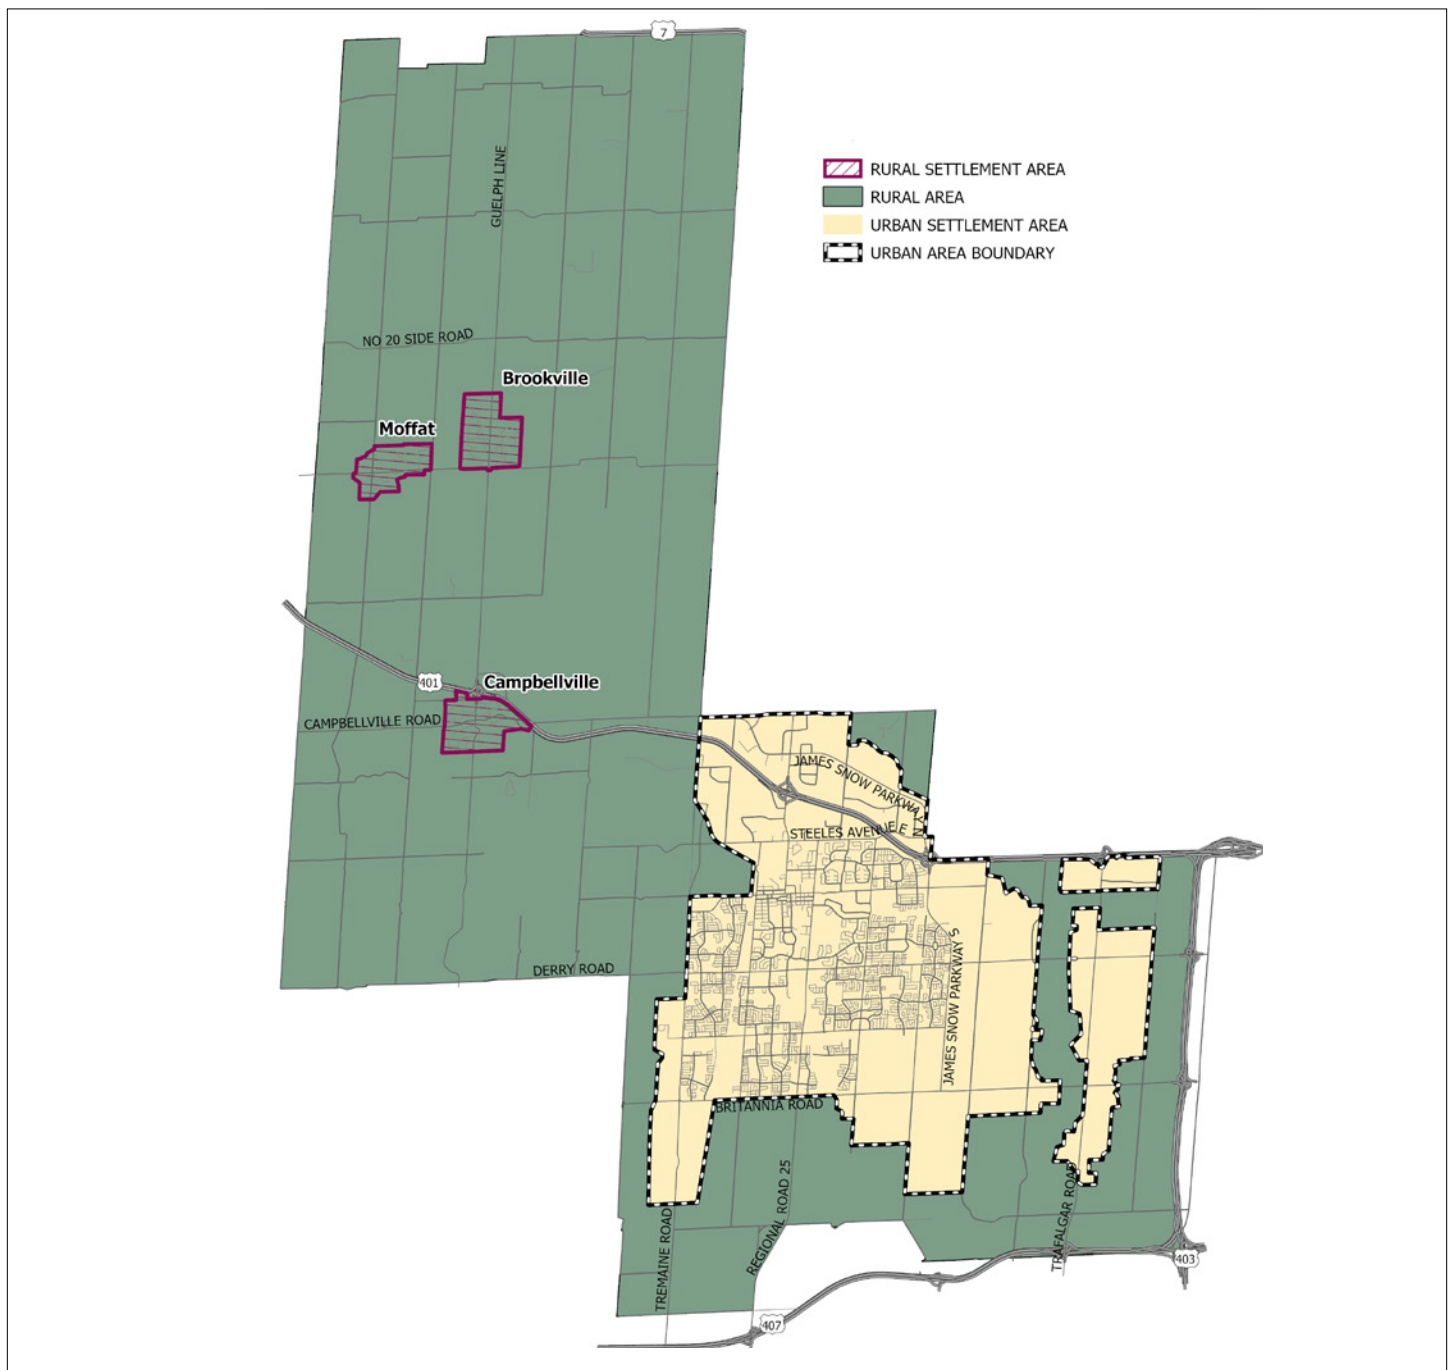 7
GUELPH LINE
RURAL SETTLEMENT AREA
RURAL AREA
URBAN SETTLEMENT AREA
URBAN AREA BOUNDARY
NO 20 SIDE ROAD
Brookville
Moffat
401
Campbellville
CAMPBELLVILLE ROAD
JAMES SNOW PARKWAY N
STEELES AVENUE E
DERRY ROAD
JAMES SNOW PARKWAY S
BRITANNIA ROAD
REGIONAL ROAD 25
TREMAINE ROAD
TRAFALGAR ROAD
403
407